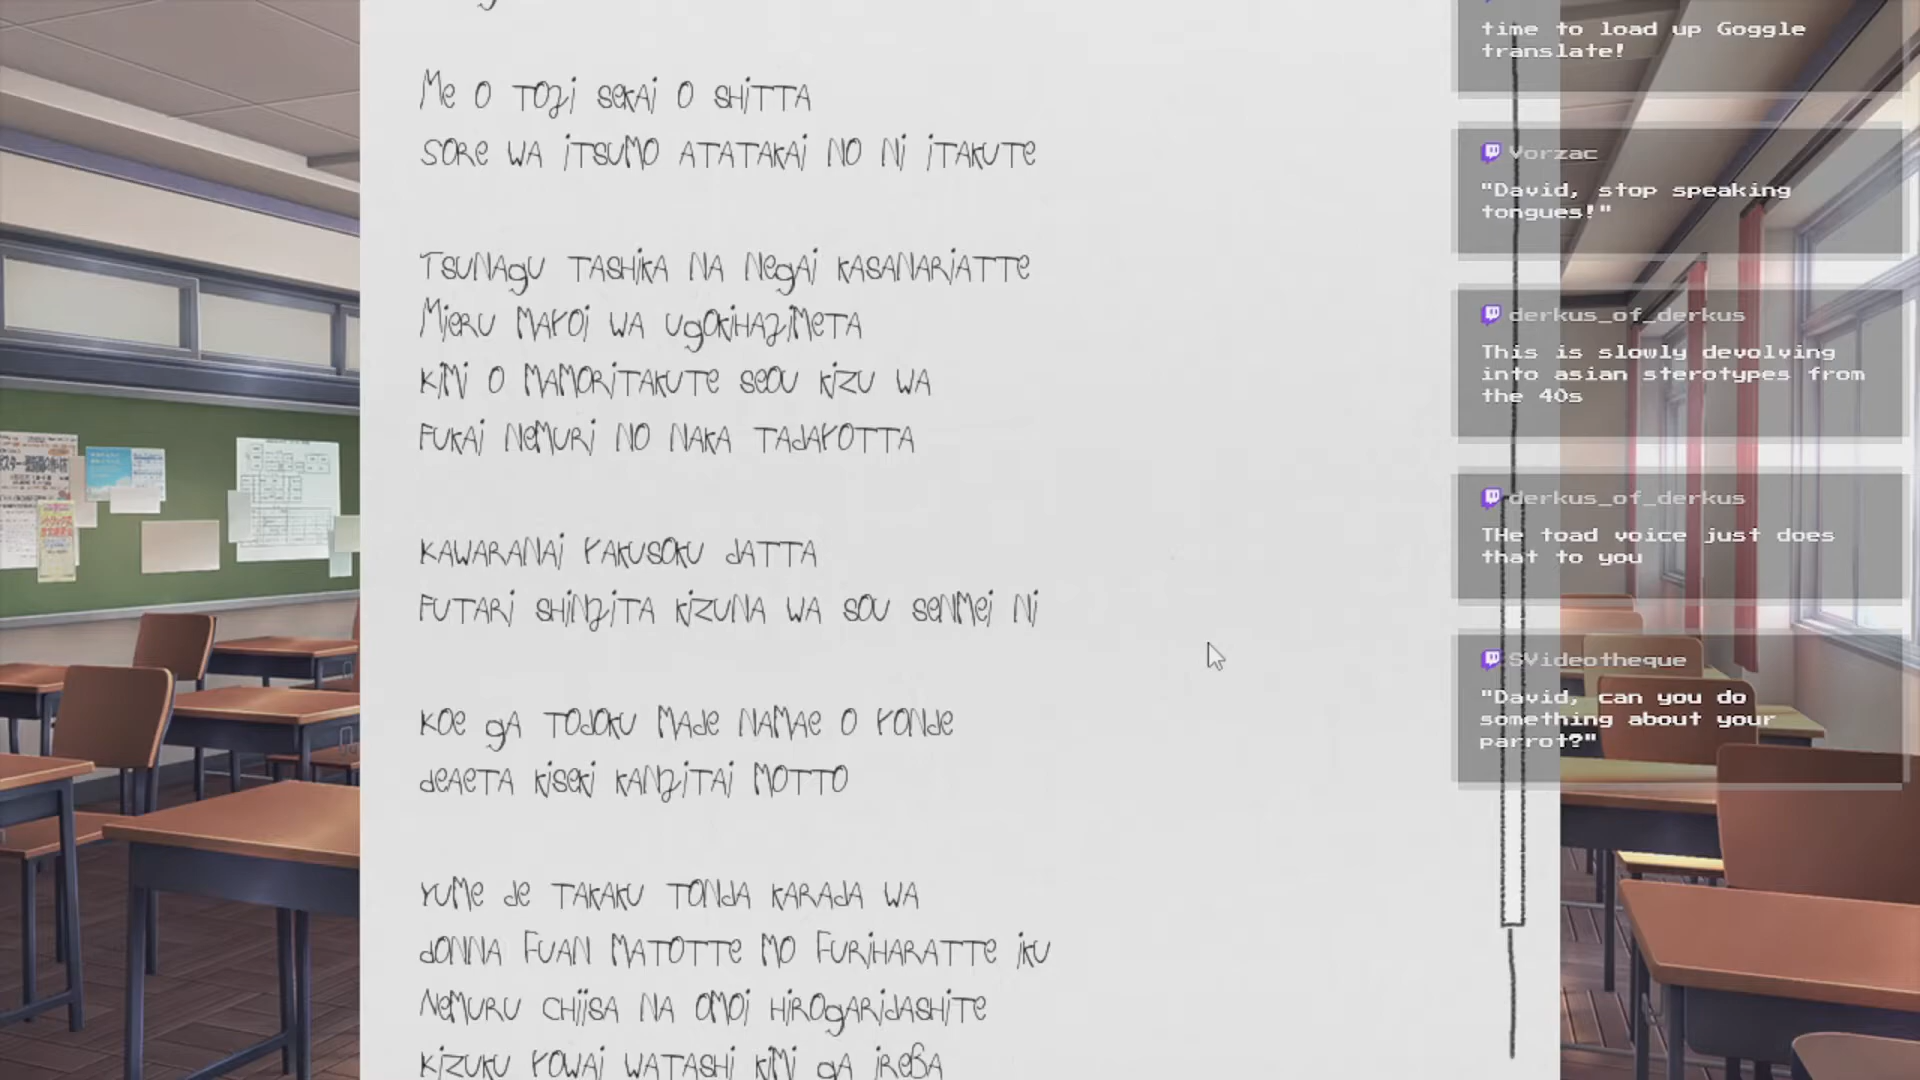 Me o tozi sekai o shitta
sore wa itsumo atatakai no ni itakute
Tsunagu tashika na negai kasanariatte
Mieru mayoi wa ugokihazimeta
kimi o mamoritakute seou kizu wa
fukai nemuri no naka tadayotta
kawaranai yakusoku datta
futari shinzita kizuna wa sou senmei ni
koe ga todoku made namae o yonde
deaeta kiseki kanzitai motto
yume de takaku tonda karada wa
donna fuan matotte mo furiharatte iku
nemuru chiisa na omoi hirogaridashite
kizuku yowai watashi kimi ga ireba
time to load up Goggle
translate!
Vorzac
"David, stop speaking
tongues!"
derkus_of_derkus
This is slowly devolving
into asian sterotypes from
the 40s
derkus_of_derkus
THe toad voice just does
that to you
SVideotheque
"David, can you do
something about your
parrot?"